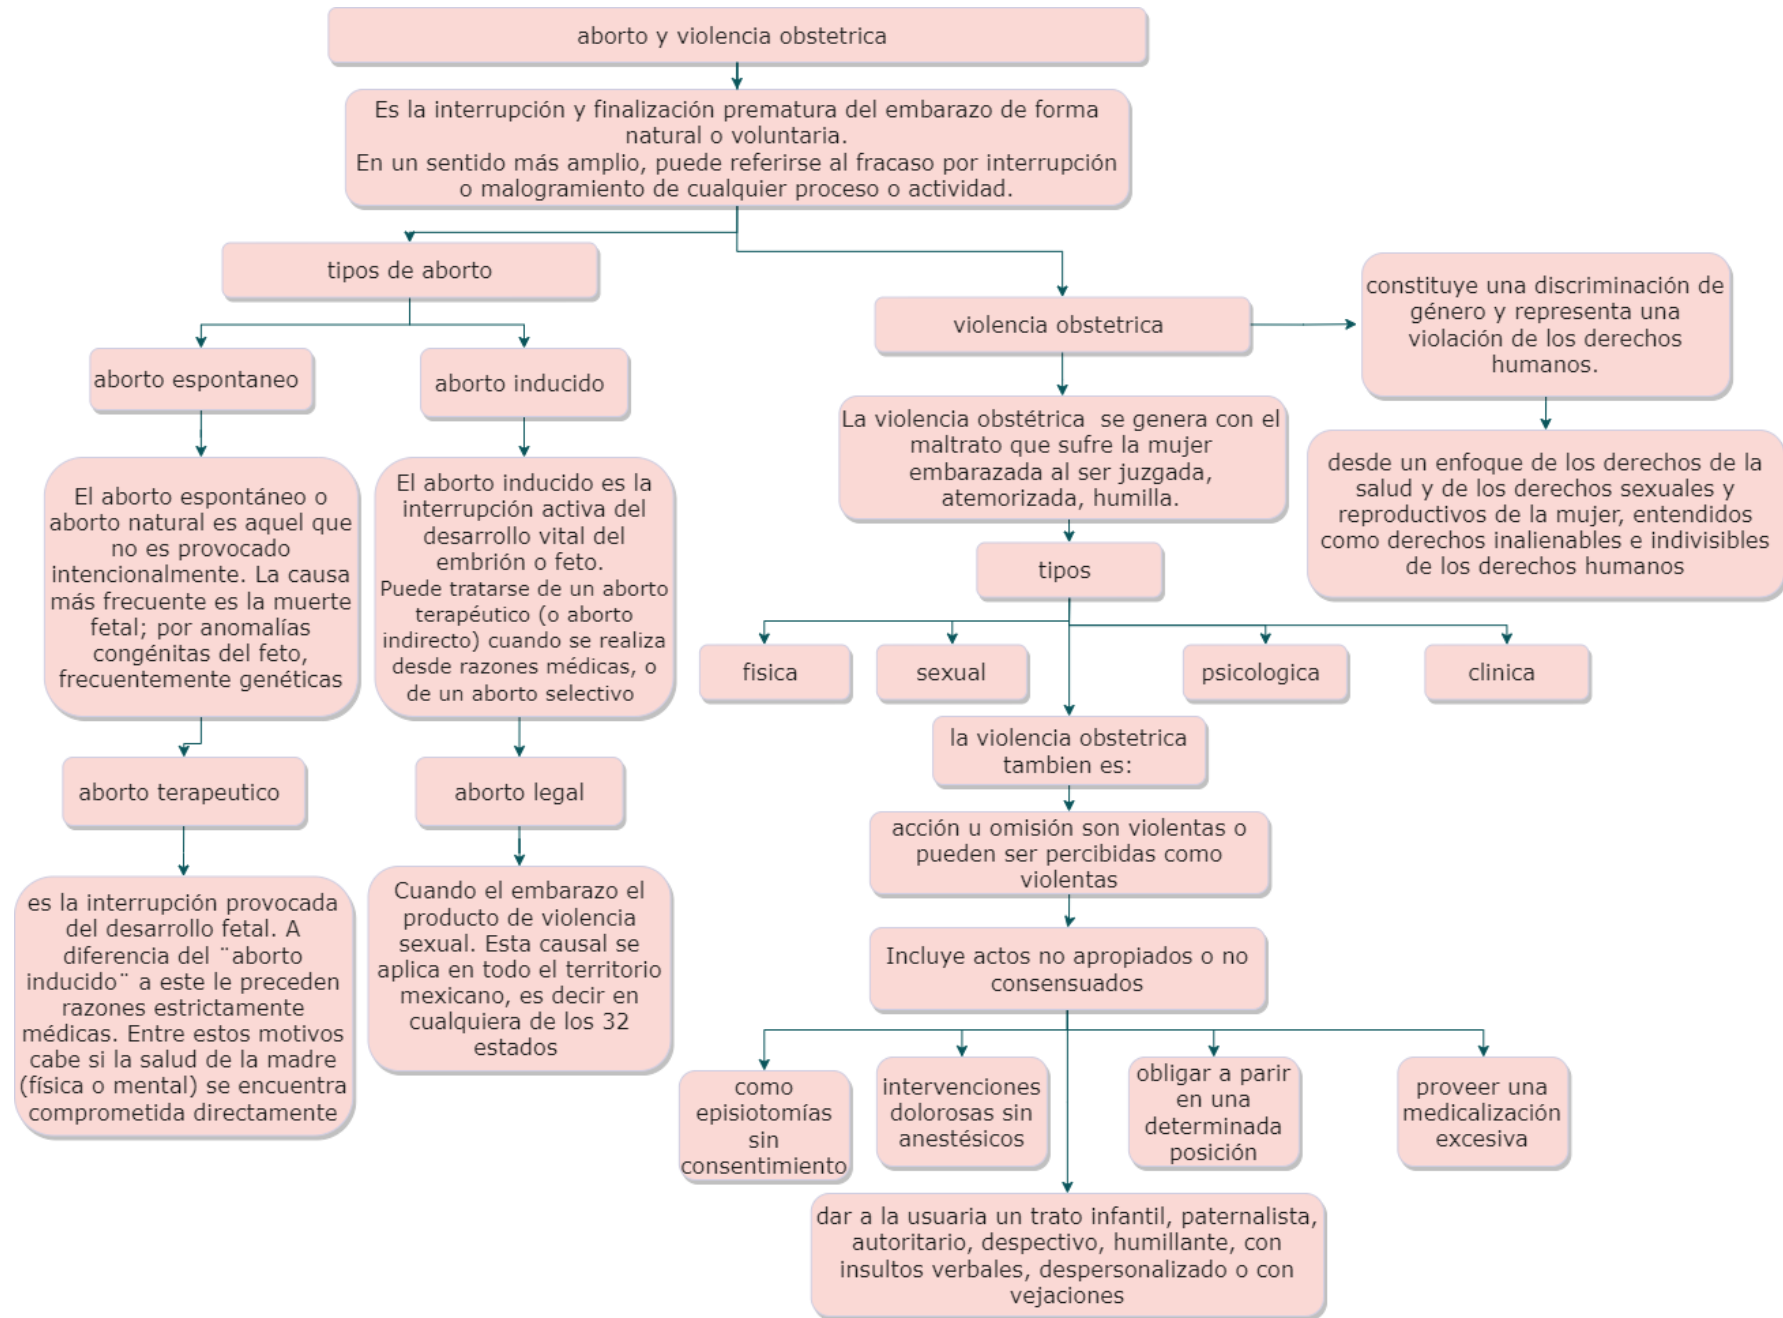 aborto y violencia obstetrica
Es la interrupción y finalización prematura del embarazo de forma
natural o voluntaria.
En un sentido más amplio, puede referirse al fracaso por interrupción
o malogramiento de cualquier proceso o actividad.
tipos de aborto
aborto espontaneo
aborto inducido
El aborto espontáneo o
aborto natural es aquel que
no es provocado
intencionalmente. La causa
más frecuente es la muerte
fetal; por anomalías
congénitas del feto,
frecuentemente genéticas
El aborto inducido es la
interrupción activa del
desarrollo vital del
embrión o feto.
Puede tratarse de un aborto
terapéutico (o aborto
indirecto) cuando se realiza
desde razones médicas, o
de un aborto selectivo
aborto terapeutico
aborto legal
es la interrupción provocada
del desarrollo fetal. A
diferencia del ¨aborto
inducido¨ a este le preceden
razones estrictamente
médicas. Entre estos motivos
cabe si la salud de la madre
(física o mental) se encuentra
comprometida directamente
Cuando el embarazo el
producto de violencia
sexual. Esta causal se
aplica en todo el territorio
mexicano, es decir en
cualquiera de los 32
estados
violencia obstetrica
constituye una discriminación de
género y representa una
violación de los derechos
humanos.
desde un enfoque de los derechos de la
salud y de los derechos sexuales y
reproductivos de la mujer, entendidos
como derechos inalienables e indivisibles
de los derechos humanos
La violencia obstétrica  se genera con el
maltrato que sufre la mujer
embarazada al ser juzgada,
atemorizada, humilla.
tipos
fisica
sexual
psicologica
clinica
la violencia obstetrica
tambien es:
acción u omisión son violentas o
pueden ser percibidas como
violentas
Incluye actos no apropiados o no
consensuados
como
episiotomías
sin
consentimiento
intervenciones
dolorosas sin
anestésicos
obligar a parir
en una
determinada
posición
proveer una
medicalización
excesiva
dar a la usuaria un trato infantil, paternalista,
autoritario, despectivo, humillante, con
insultos verbales, despersonalizado o con
vejaciones